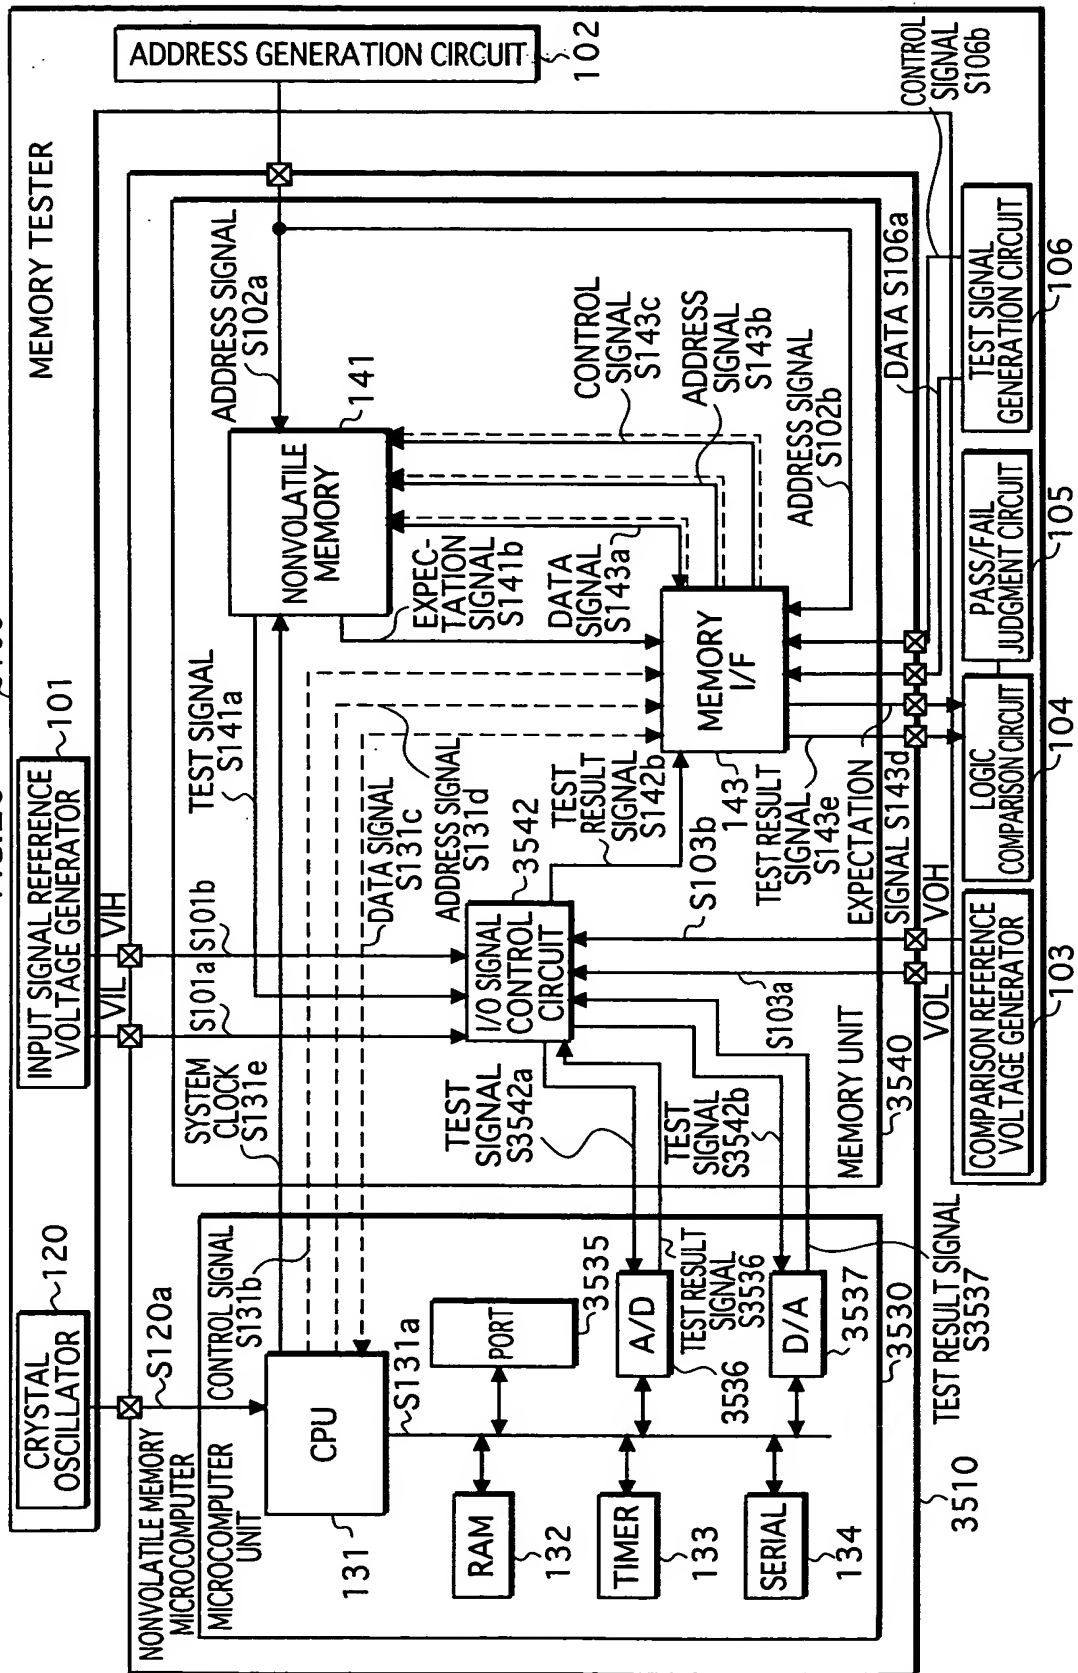 MEMORY TESTER
CRYSTAL
OSCILLATOR
120
S120a
INPUT SIGNAL REFERENCE
VOLTAGE GENERATOR
101
VIL
VIH
S101a
S101b
ADDRESS GENERATION CIRCUIT
102
NONVOLATILE MEMORY
MICROCOMPUTER
MICROCOMPUTER
UNIT
CONTROL SIGNAL
S131b
SYSTEM
CLOCK
S131e
TEST SIGNAL
S141a
ADDRESS SIGNAL
S102a
CPU
131
S131a
DATA SIGNAL
S131c
ADDRESS SIGNAL
S131d
NONVOLATILE
MEMORY
141
EXPEC-
TATION
SIGNAL
S141b
DATA
SIGNAL
S143a
CONTROL
SIGNAL
S143c
ADDRESS
SIGNAL
S143b
ADDRESS SIGNAL
S102b
RAM
132
TIMER
133
SERIAL
134
PORT
3535
A/D
3536
D/A
3537
3530
TEST
SIGNAL
S3542a
TEST RESULT
SIGNAL
S3536
TEST
SIGNAL
S3542b
I/O SIGNAL
CONTROL
CIRCUIT
3542
TEST
RESULT
SIGNAL
S142b
MEMORY
I/F
143
S103b
S103a
TEST RESULT
SIGNAL
S143e
EXPECTATION
SIGNAL S143d
DATA S106a
CONTROL
SIGNAL
S106b
MEMORY UNIT
3540
TEST RESULT SIGNAL
S3537
3510
VOL
VOH
COMPARISON REFERENCE
VOLTAGE GENERATOR
103
LOGIC
COMPARISON CIRCUIT
104
PASS/FAIL
JUDGMENT CIRCUIT
105
TEST SIGNAL
GENERATION CIRCUIT
106